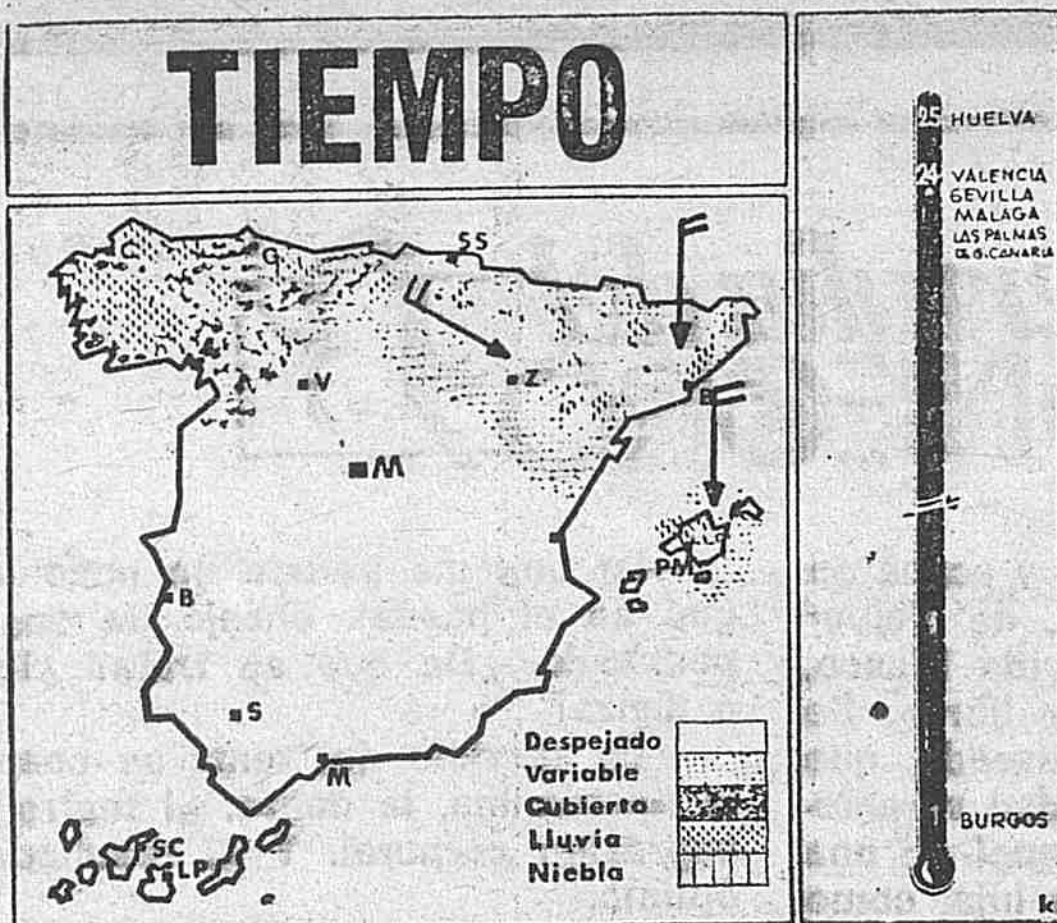 TIEMPO
C
G
SS
V
Z
B
M
PM
B
S
M
SC
LP
Despejado
Variable
Cubierto
Lluvia
Niebla
25 HUELVA
24 VALENCIA
SEVILLA
MALAGA
LAS PALMAS
DE G. CANARIA
1 BURGOS